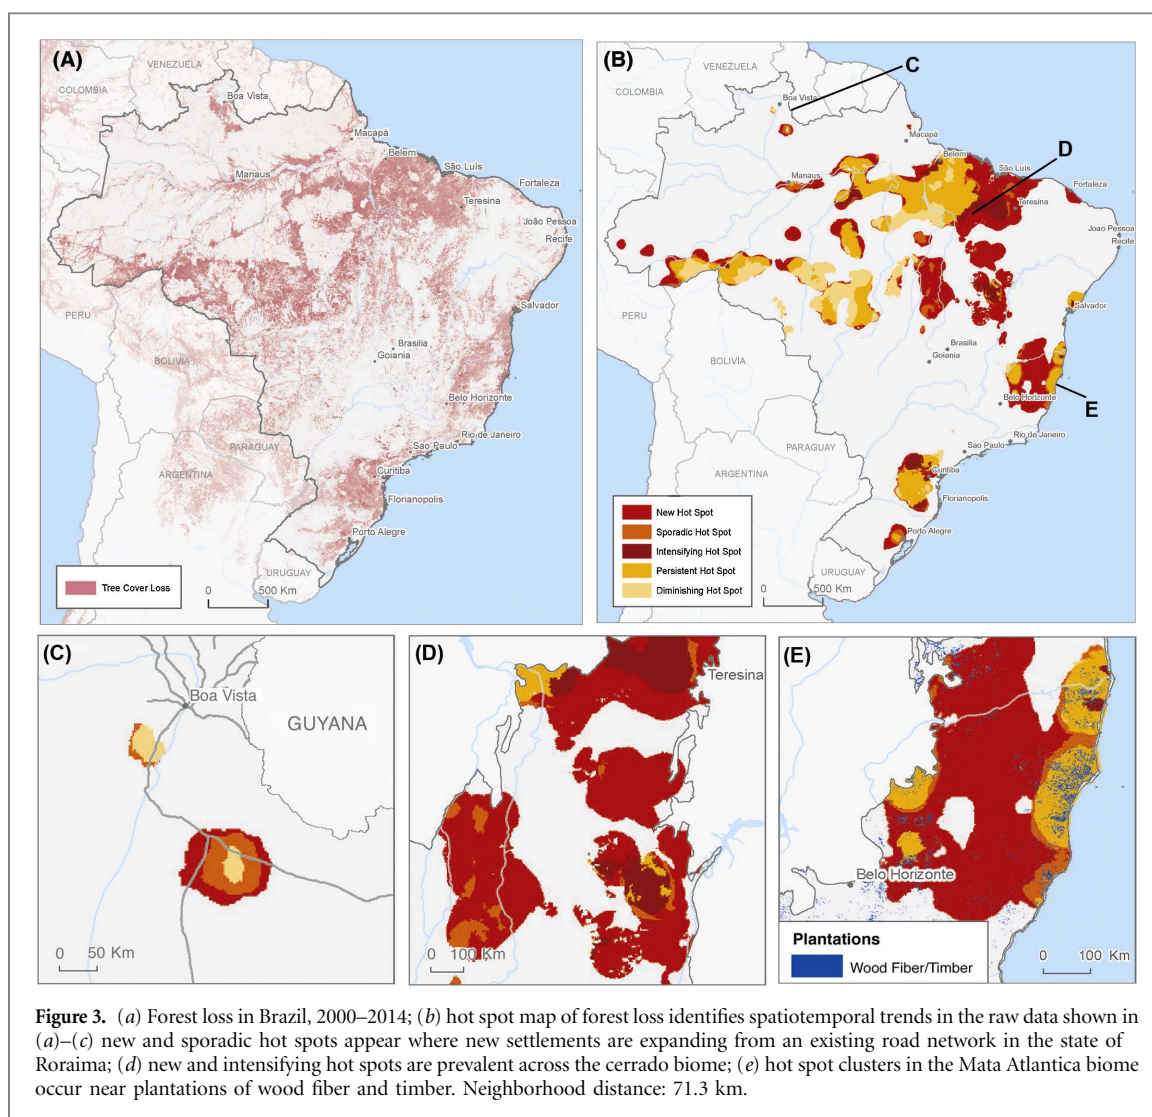 (A)
VENEZUELA
COLOMBIA
Boa Vista
Macapá
Belem
São Luis
Manaus
Fortaleza
Teresina
João Pessoa
Recife
Salvador
PERU
BOLIVIA
Brasilia
Goiania
Belo Horizonte
Rio de Janeiro
Sao Paulo
PARAGUAY
ARGENTINA
Curitiba
Florianopolis
Porto Alegre
URUGUAY
Tree Cover Loss
0 500 Km
(B)
C
VENEZUELA
COLOMBIA
Boa Vista
Macapá
D
Belem
São Luis
Manaus
Fortaleza
Teresina
Joao Pessoa
Recife
Salvador
PERU
BOLIVIA
Brasilia
Goiania
Belo Horizonte
E
Rio de Janeiro
Sao Paulo
PARAGUAY
ARGENTINA
Curitiba
Florianopolis
Porto Alegre
URUGUAY
New Hot Spot
Sporadic Hot Spot
Intensifying Hot Spot
Persistent Hot Spot
Diminishing Hot Spot
0 500 Km
(C)
Boa Vista
GUYANA
0 50 Km
(D)
Teresina
0 100 Km
(E)
Belo Horizonte
Plantations
Wood Fiber/Timber
0 100 Km
Figure 3. (a) Forest loss in Brazil, 2000–2014; (b) hot spot map of forest loss identifies spatiotemporal trends in the raw data shown in
(a)–(c) new and sporadic hot spots appear where new settlements are expanding from an existing road network in the state of
Roraima; (d) new and intensifying hot spots are prevalent across the cerrado biome; (e) hot spot clusters in the Mata Atlantica biome
occur near plantations of wood fiber and timber. Neighborhood distance: 71.3 km.